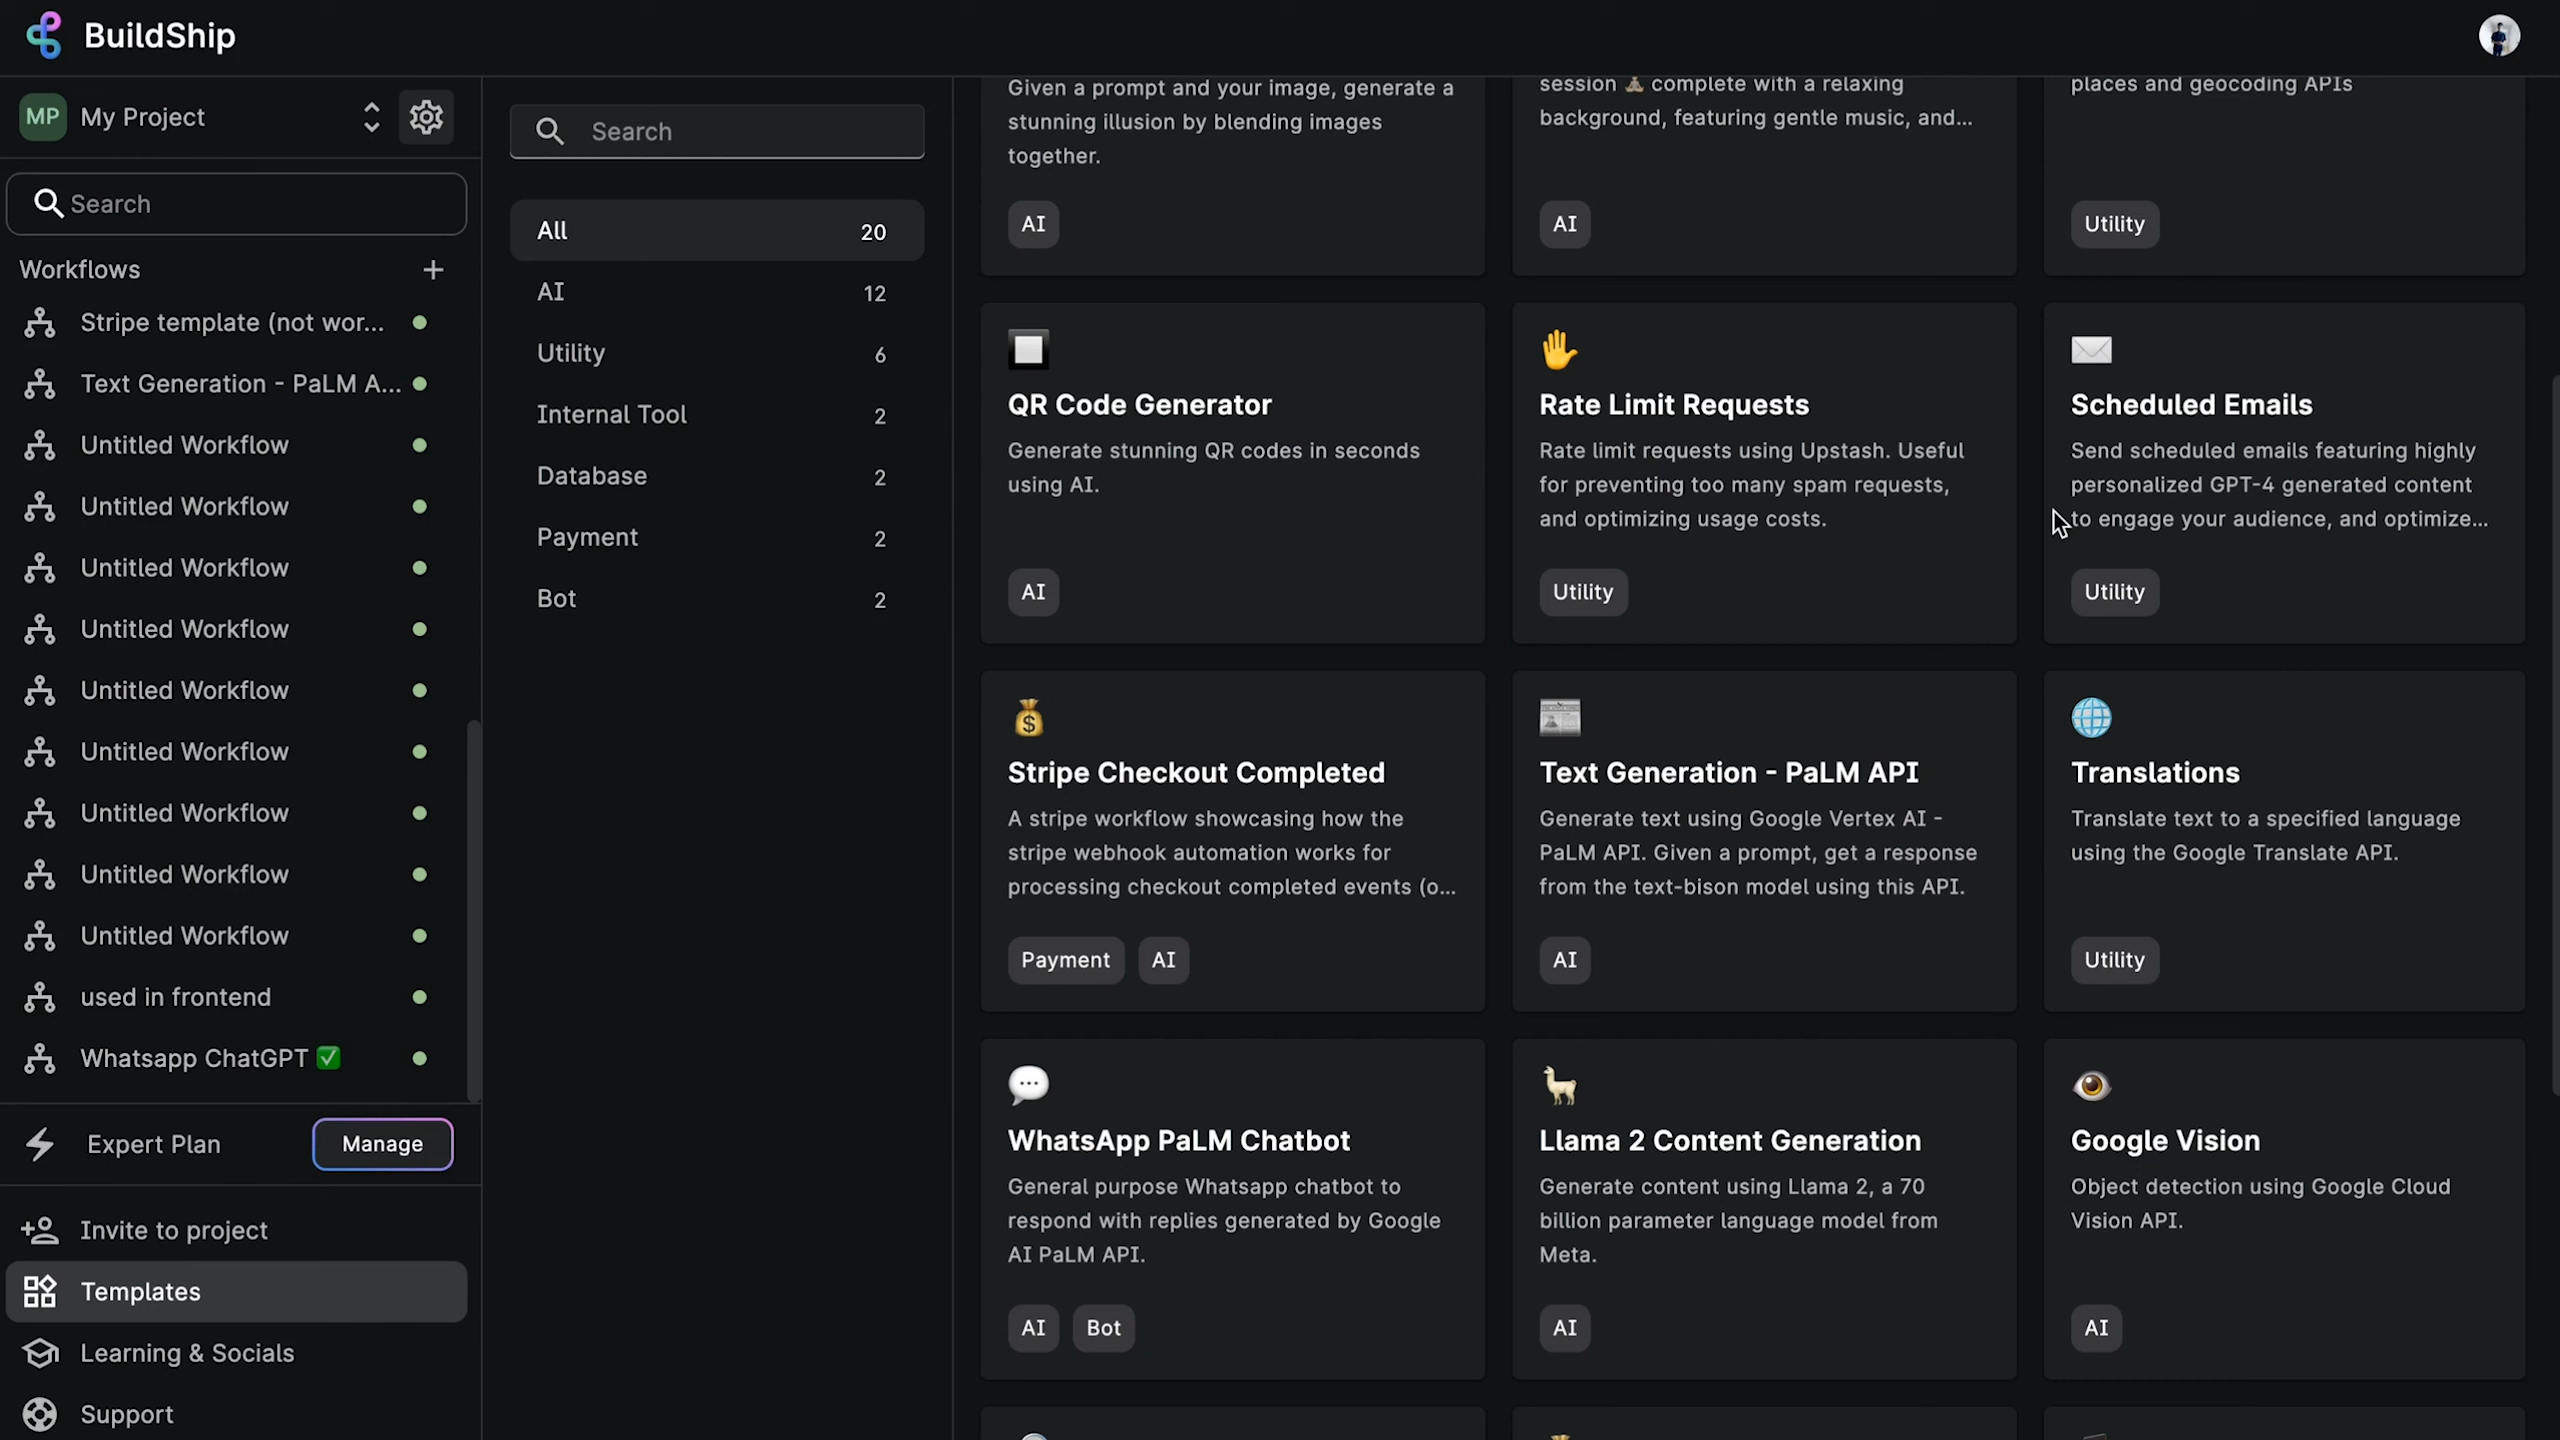 BuildShip
MP My Project
Search
Workflows
Stripe template (not wor...
Text Generation - PaLM A...
Untitled Workflow
Untitled Workflow
Untitled Workflow
Untitled Workflow
Untitled Workflow
Untitled Workflow
Untitled Workflow
Untitled Workflow
Untitled Workflow
used in frontend
Whatsapp ChatGPT ✅
Expert Plan Manage
Invite to project
Templates
Learning & Socials
Support
Search
All 20
AI 12
Utility 6
Internal Tool 2
Database 2
Payment 2
Bot 2
Given a prompt and your image, generate a
stunning illusion by blending images
together.
AI
session 🧘 complete with a relaxing
background, featuring gentle music, and...
AI
places and geocoding APIs
Utility
QR Code Generator
Generate stunning QR codes in seconds
using AI.
AI
Rate Limit Requests
Rate limit requests using Upstash. Useful
for preventing too many spam requests,
and optimizing usage costs.
Utility
Scheduled Emails
Send scheduled emails featuring highly
personalized GPT-4 generated content
to engage your audience, and optimize...
Utility
Stripe Checkout Completed
A stripe workflow showcasing how the
stripe webhook automation works for
processing checkout completed events (o...
Payment AI
Text Generation - PaLM API
Generate text using Google Vertex AI -
PaLM API. Given a prompt, get a response
from the text-bison model using this API.
AI
Translations
Translate text to a specified language
using the Google Translate API.
Utility
WhatsApp PaLM Chatbot
General purpose Whatsapp chatbot to
respond with replies generated by Google
AI PaLM API.
AI Bot
Llama 2 Content Generation
Generate content using Llama 2, a 70
billion parameter language model from
Meta.
AI
Google Vision
Object detection using Google Cloud
Vision API.
AI